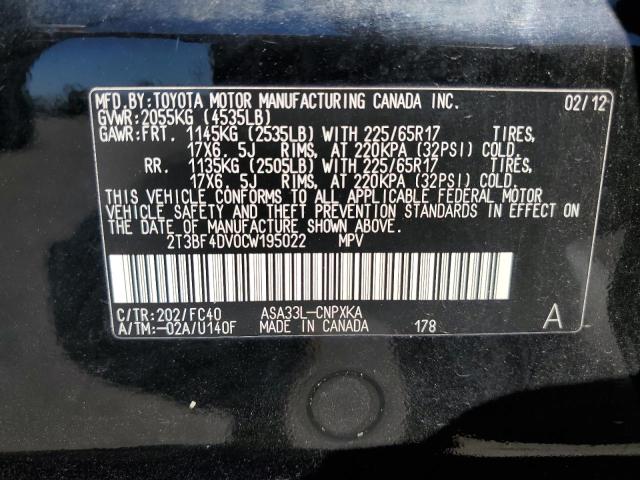 MFD.BY:TOYOTA MOTOR MANUFACTURING CANADA INC. 02/12
GVWR:2055KG (4535LB)
GAWR:FRT. 1145KG (2535LB) WITH 225/65R17 TIRES,
17X6. 5J RIMS, AT 220KPA (32PSI) COLD.
RR. 1135KG (2505LB) WITH 225/65R17 TIRES,
17X6. 5J RIMS, AT 220KPA (32PSI) COLD.
THIS VEHICLE CONFORMS TO ALL APPLICABLE FEDERAL MOTOR
VEHICLE SAFETY AND THEFT PREVENTION STANDARDS IN EFFECT ON
THE DATE OF MANUFACTURE SHOWN ABOVE.
2T3BF4DV0CW195022 MPV
C/TR:202/FC40 ASA33L-CNPXKA
A/TM:-02A/U140F MADE IN CANADA 178 A